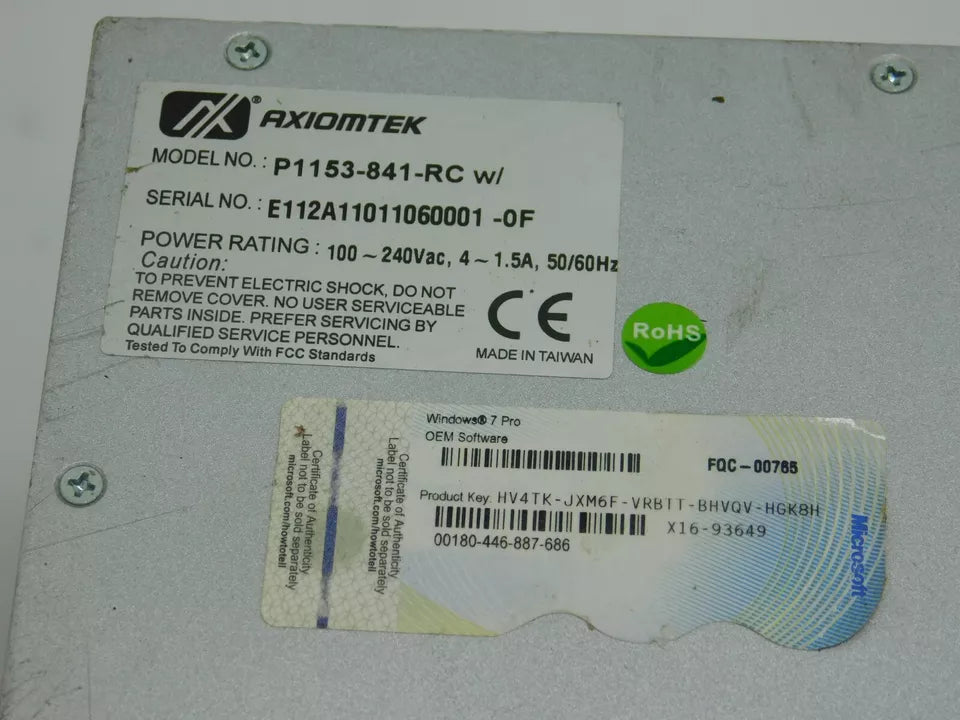 ® AXIOMTEK
MODEL NO. : P1153-841-RC w/
SERIAL NO. : E112A11011060001 -0F
POWER RATING : 100 ~ 240Vac, 4 ~ 1.5A, 50/60Hz
Caution:
TO PREVENT ELECTRIC SHOCK, DO NOT
REMOVE COVER. NO USER SERVICEABLE
PARTS INSIDE. PREFER SERVICING BY
QUALIFIED SERVICE PERSONNEL.
Tested To Comply With FCC Standards
CE
MADE IN TAIWAN
RoHS
Certificate of Authenticity
Label not to be sold separately
microsoft.com/howtotell
Certificate of Authenticity
Label not to be sold separately
microsoft.com/howtotell
Windows® 7 Pro
OEM Software
FQC-00765
Product Key: HV4TK-JXM6F-VRBTT-BHVQV-HGK8H
X16-93649
00180-446-887-686
Microsoft